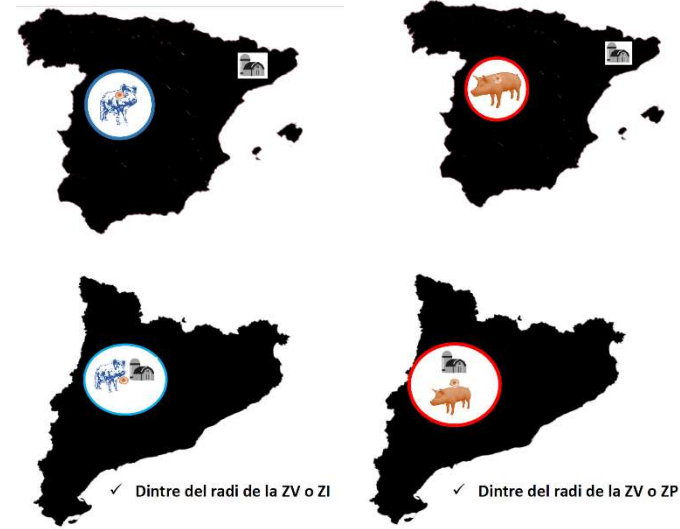 ✓ Dintre del radi de la ZV o ZI
✓ Dintre del radi de la ZV o ZP